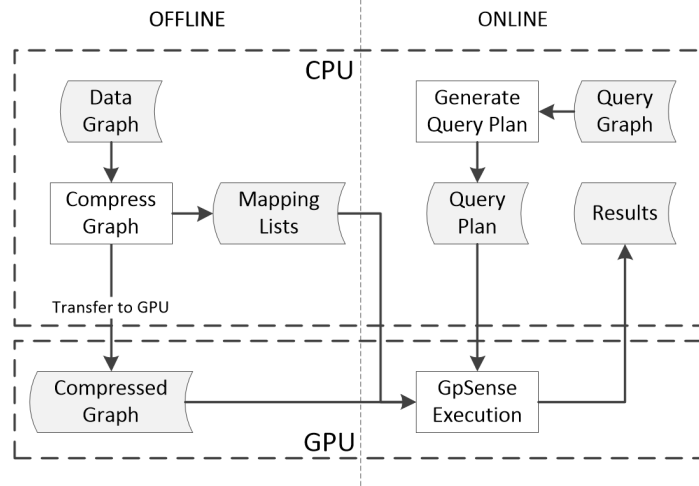 OFFLINE
ONLINE
CPU
Data
Graph
Generate
Query Plan
Query
Graph
Compress
Graph
Mapping
Lists
Query
Plan
Results
Transfer to GPU
Compressed
Graph
GpSense
Execution
GPU